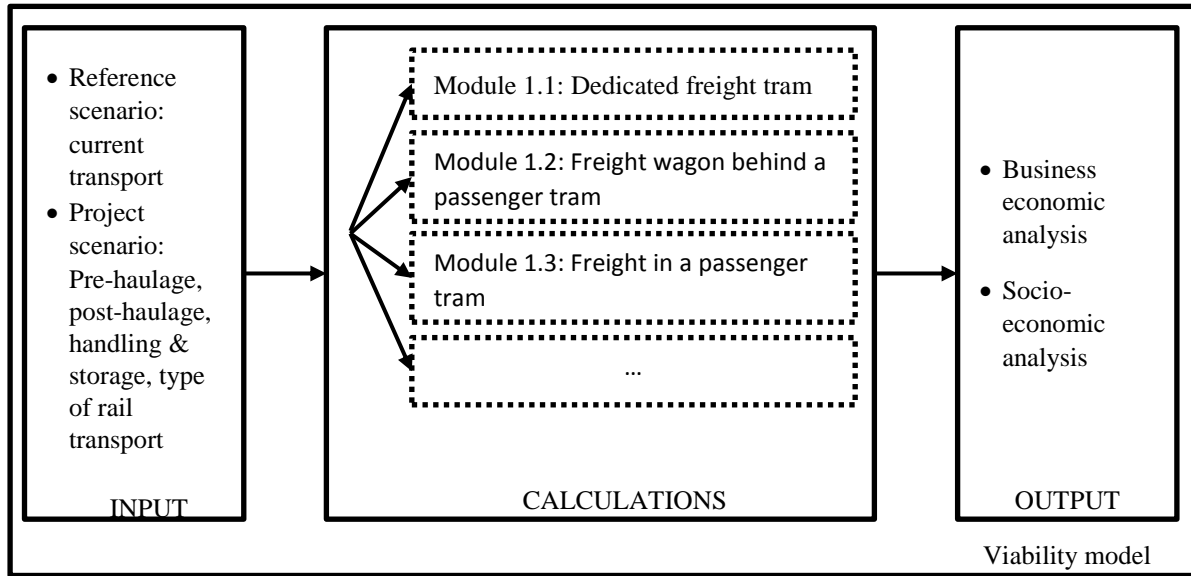 • Reference
scenario:
current
transport
• Project
scenario:
Pre-haulage,
post-haulage,
handling &
storage, type
of rail
transport
INPUT
Module 1.1: Dedicated freight tram
Module 1.2: Freight wagon behind a
passenger tram
Module 1.3: Freight in a passenger
tram
...
CALCULATIONS
• Business
economic
analysis
• Socio-
economic
analysis
OUTPUT
Viability model